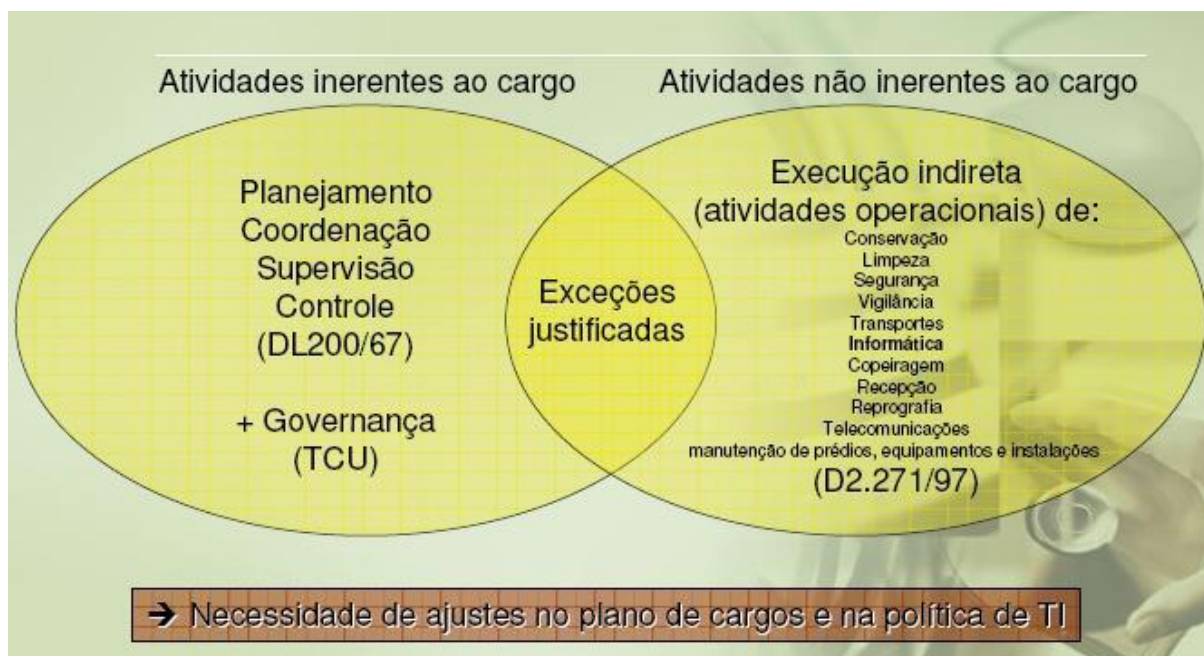 Atividades inerentes ao cargo
Atividades não inerentes ao cargo
Planejamento
Coordenação
Supervisão
Controle
(DL200/67)
+ Governança
(TCU)
Exceções
justificadas
Execução indireta
(atividades operacionais) de:
Conservação
Limpeza
Segurança
Vigilância
Transportes
Informática
Copeiragem
Recepção
Reprografia
Telecomunicações
manutenção de prédios, equipamentos e instalações
(D2.271/97)
➔ Necessidade de ajustes no plano de cargos e na política de TI